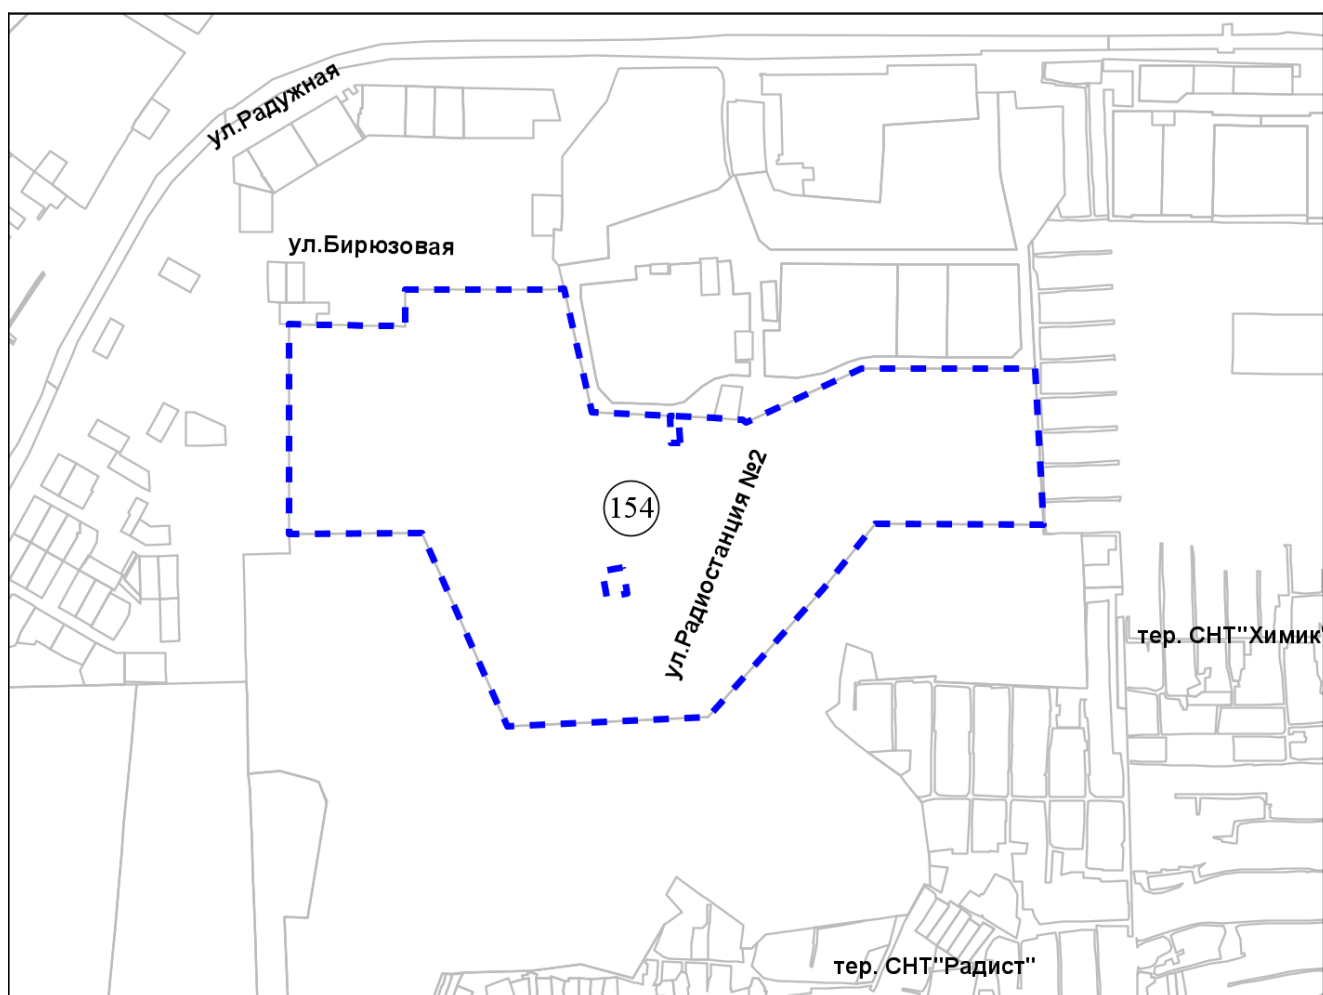 ул.Радужная
ул.Бирюзовая
154
ул.Радиостанция №2
тер. СНТ"Химик"
тер. СНТ"Радист"